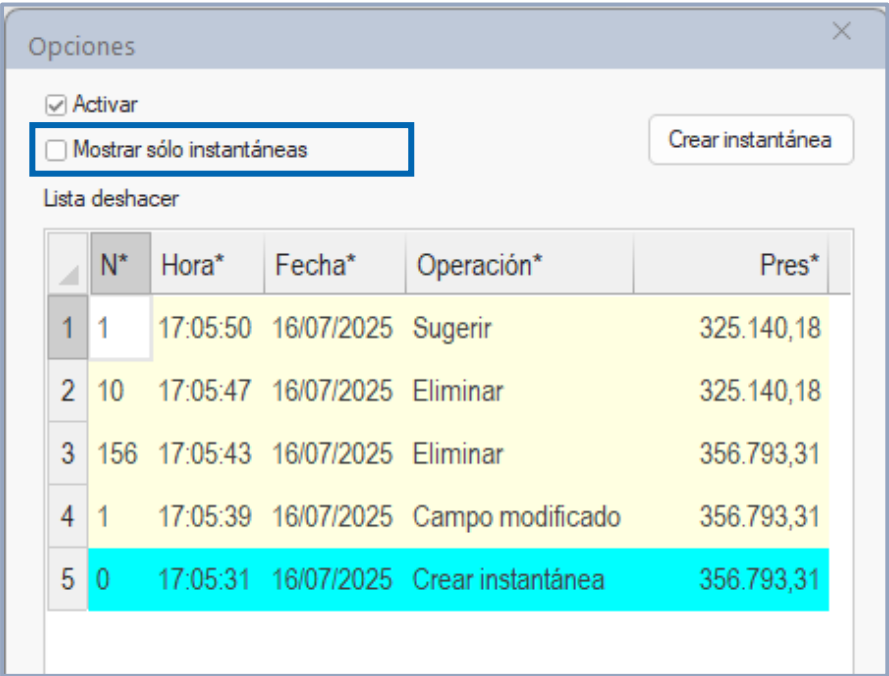 Opciones
Activar
Mostrar sólo instantáneas
Crear instantánea
Lista deshacer
N* Hora* Fecha* Operación* Pres*
1 1 17:05:50 16/07/2025 Sugerir 325.140,18
2 10 17:05:47 16/07/2025 Eliminar 325.140,18
3 156 17:05:43 16/07/2025 Eliminar 356.793,31
4 1 17:05:39 16/07/2025 Campo modificado 356.793,31
5 0 17:05:31 16/07/2025 Crear instantánea 356.793,31